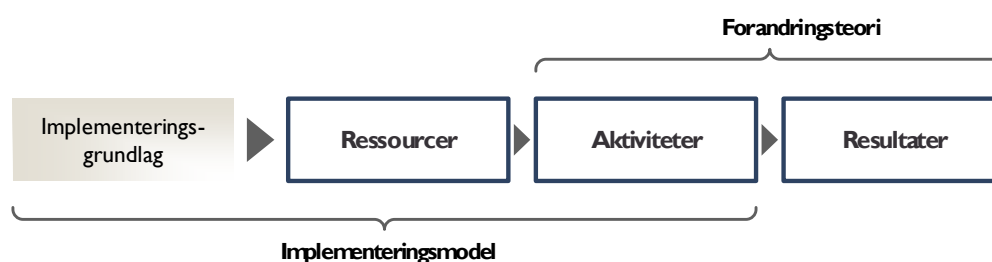 Forandringsteori
Implementerings-
grundlag
Ressourcer
Aktiviteter
Resultater
Implementeringsmodel